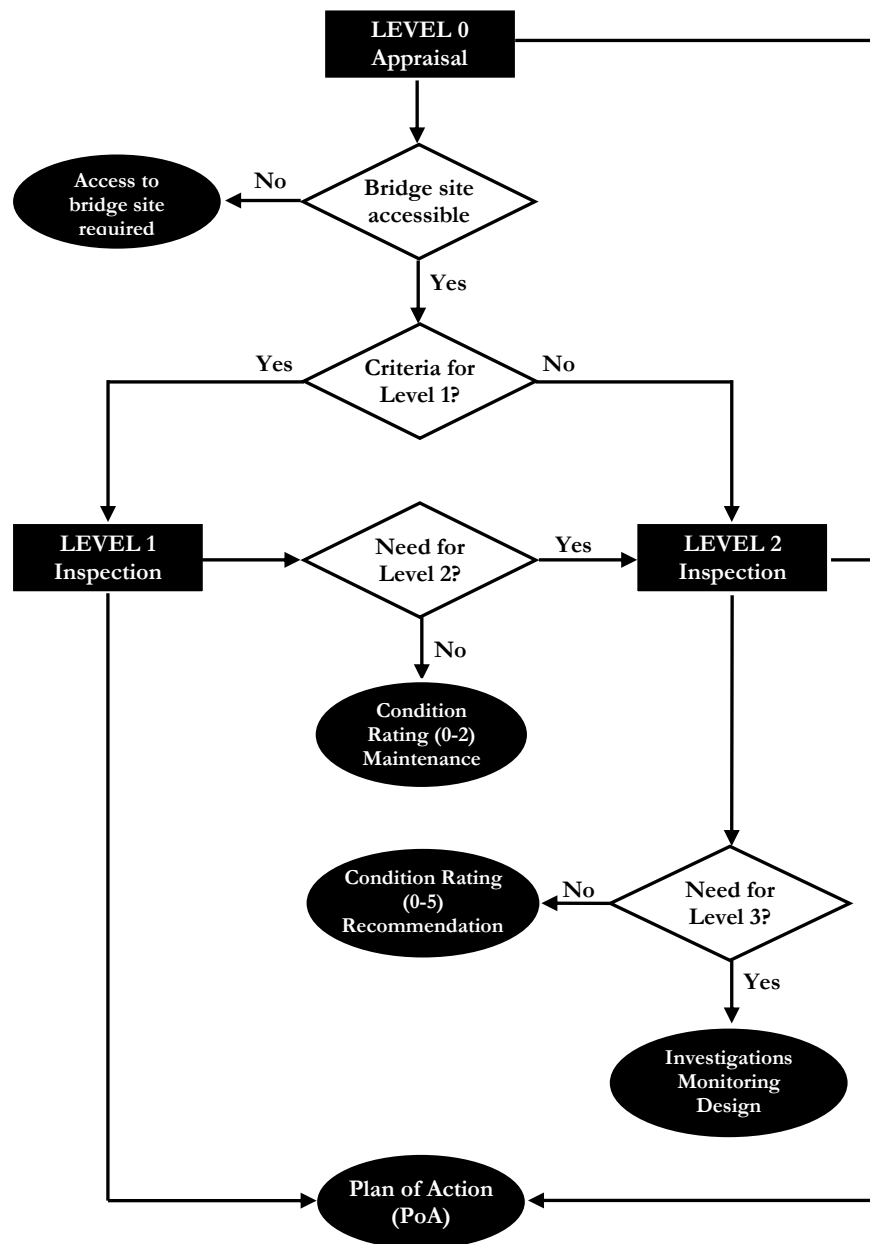 LEVEL 0
Appraisal
Access to
bridge site
required
No
Bridge site
accessible
Yes
Yes
Criteria for
Level 1?
No
LEVEL 1
Inspection
Need for
Level 2?
Yes
LEVEL 2
Inspection
No
Condition
Rating (0-2)
Maintenance
Condition Rating
(0-5)
Recommendation
No
Need for
Level 3?
Yes
Investigations
Monitoring
Design
Plan of Action
(PoA)